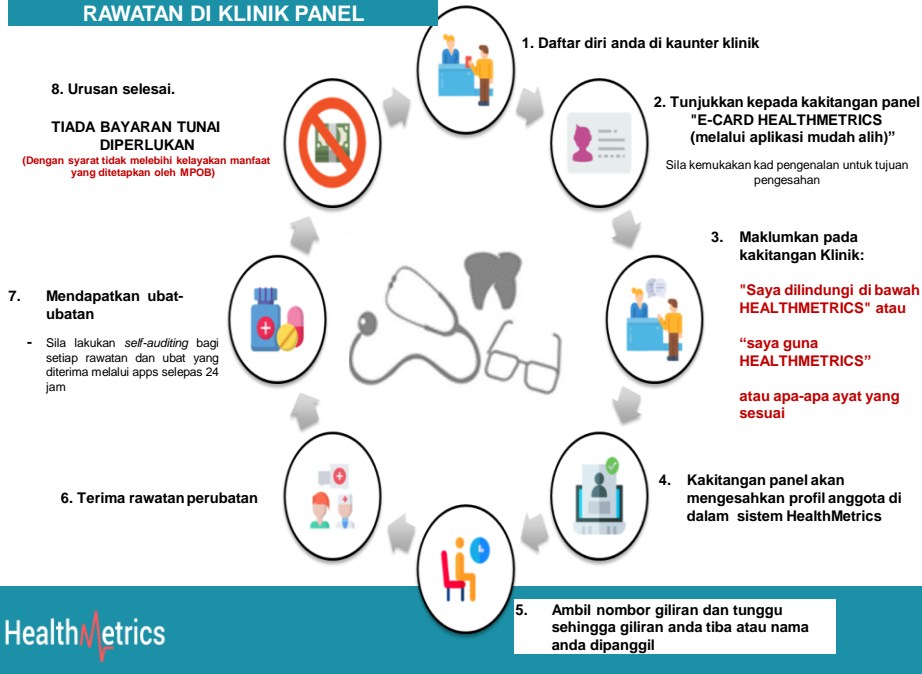 RAWATAN DI KLINIK PANEL
1. Daftar diri anda di kaunter klinik
2. Tunjukkan kepada kakitangan panel
"E-CARD HEALTHMETRICS
(melalui aplikasi mudah alih)”
Sila kemukakan kad pengenalan untuk tujuan
pengesahan
3. Maklumkan pada
kakitangan Klinik:
"Saya dilindungi di bawah
HEALTHMETRICS" atau
“saya guna
HEALTHMETRICS”
atau apa-apa ayat yang
sesuai
4. Kakitangan panel akan
mengesahkan profil anggota di
dalam sistem HealthMetrics
5. Ambil nombor giliran dan tunggu
sehingga giliran anda tiba atau nama
anda dipanggil
6. Terima rawatan perubatan
7. Mendapatkan ubat-
ubatan
- Sila lakukan self-auditing bagi
setiap rawatan dan ubat yang
diterima melalui apps selepas 24
jam
8. Urusan selesai.
TIADA BAYARAN TUNAI
DIPERLUKAN
(Dengan syarat tidak melebihi kelayakan manfaat
yang ditetapkan oleh MPOB)
HealthMetrics